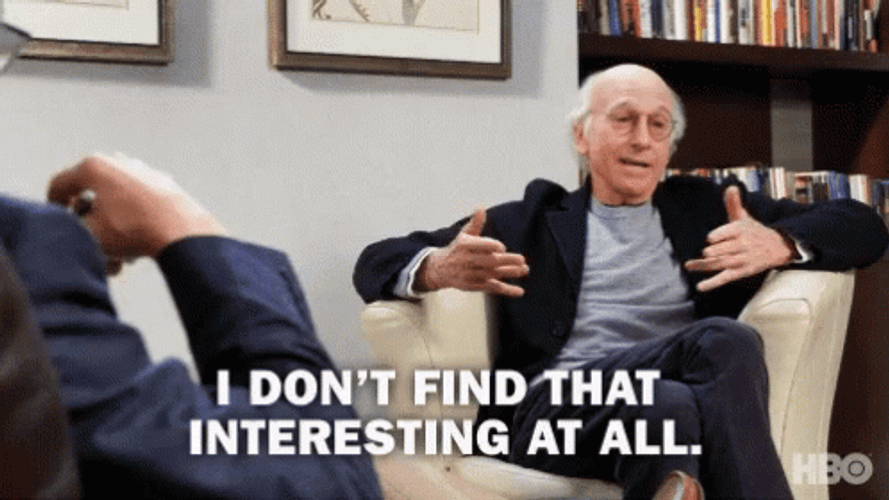 I DON'T FIND THAT
INTERESTING AT ALL.
HBO